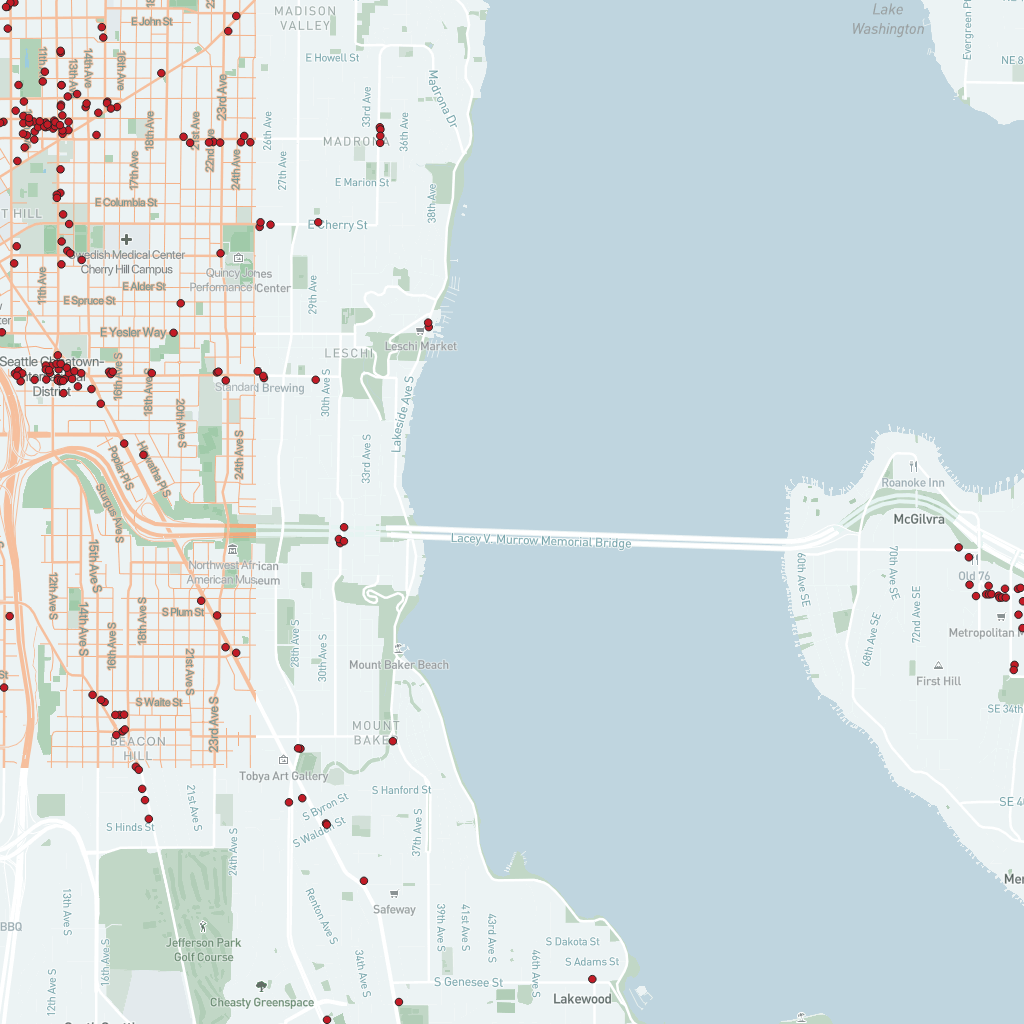 MADISON
VALLEY
Lake
Washington
E John St
Evergreen P
NE 8
E Howell St
11th
13th Ave
14th Ave
16th Ave
Madrona Dr
23rd Ave
33rd Ave
36th Ave
26th Ave
18th Ave
21st Ave
22nd Ave
MADRONA
27th Ave
24th Ave
17th Ave
E Marion St
38th Ave
E Columbia St
T HILL
E Cherry St
Swedish Medical Center
Cherry Hill Campus
Quincy Jones
Performance Center
11th Ave
E Alder St
E Spruce St
29th Ave
E Yesler Way
LESCHI
Leschi Market
Seattle Chinatown-
International
District
16th Ave S
18th Ave S
Standard Brewing
30th Ave S
20th Ave S
Lakeside Ave S
33rd Ave S
24th Ave S
Hiawatha Pl S
Poplar Pl S
Sturgus Ave S
Roanoke Inn
McGilvra
Lacey V. Murrow Memorial Bridge
Northwest African
American Museum
15th Ave S
12th Ave S
14th Ave S
16th Ave S
18th Ave S
60th Ave SE
70th Ave SE
72nd Ave SE
68th Ave SE
Old 76
Metropolitan M
First Hill
SE 34th
S Plum St
21st Ave S
28th Ave S
30th Ave S
Mount Baker Beach
S Waite St
23rd Ave S
MOUNT
BAKER
BEACON
HILL
Tobya Art Gallery
S Hanford St
S Byron St
S Walden St
37th Ave S
21st Ave S
24th Ave S
S Hinds St
SE 4
Mer
13th Ave S
BBQ
16th Ave S
12th Ave S
Jefferson Park
Golf Course
Renton Ave S
Safeway
34th Ave S
39th Ave S
41st Ave S
43rd Ave S
46th Ave S
S Dakota St
S Adams St
S Genesee St
Lakewood
Cheasty Greenspace